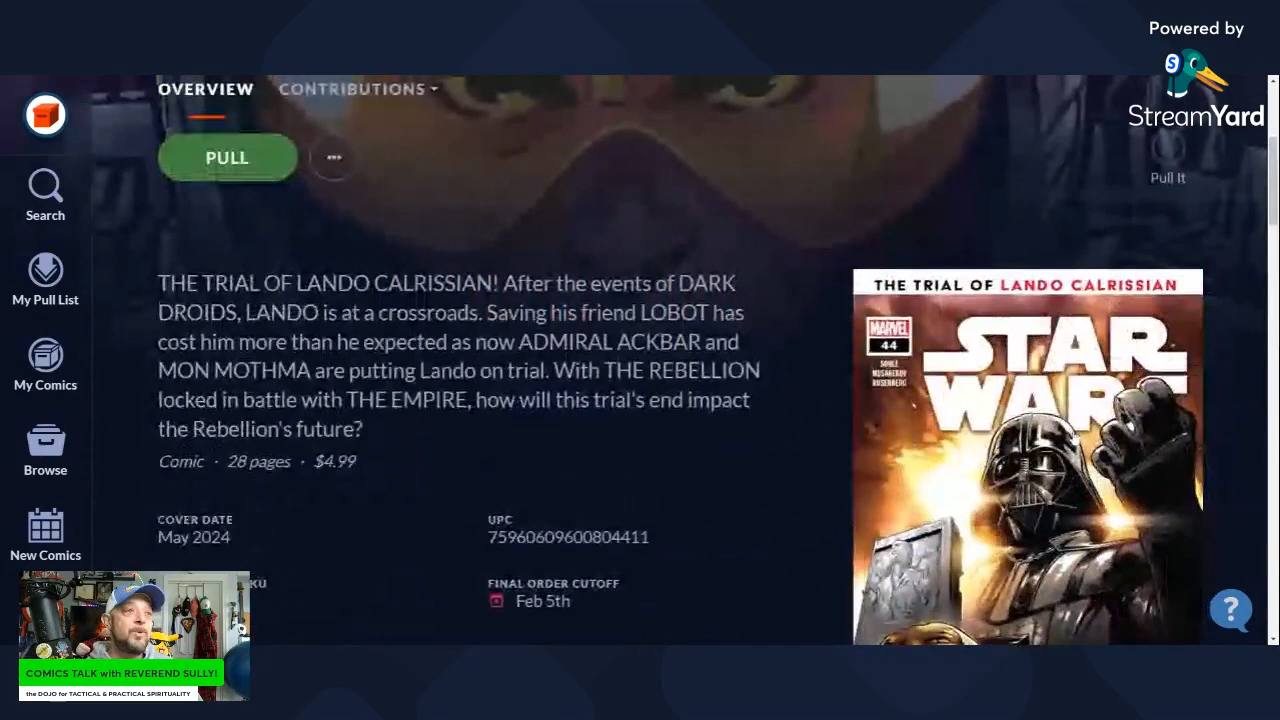 Powered by
StreamYard
OVERVIEW
CONTRIBUTIONS
PULL
Pull It
Search
My Pull List
My Comics
Browse
New Comics
THE TRIAL OF LANDO CALRISSIAN! After the events of DARK
DROIDS, LANDO is at a crossroads. Saving his friend LOBOT has
cost him more than he expected as now ADMIRAL ACKBAR and
MON MOTHMA are putting Lando on trial. With THE REBELLION
locked in battle with THE EMPIRE, how will this trial's end impact
the Rebellion's future?
Comic · 28 pages · $4.99
COVER DATE
May 2024
UPC
75960609600804411
KU
FINAL ORDER CUTOFF
Feb 5th
THE TRIAL OF LANDO CALRISSIAN
MARVEL
44
SOULE
MUSABEKOV
ROSENBERG
STAR
WARS
COMICS TALK with REVEREND SULLY!
the DOJO for TACTICAL & PRACTICAL SPIRITUALITY